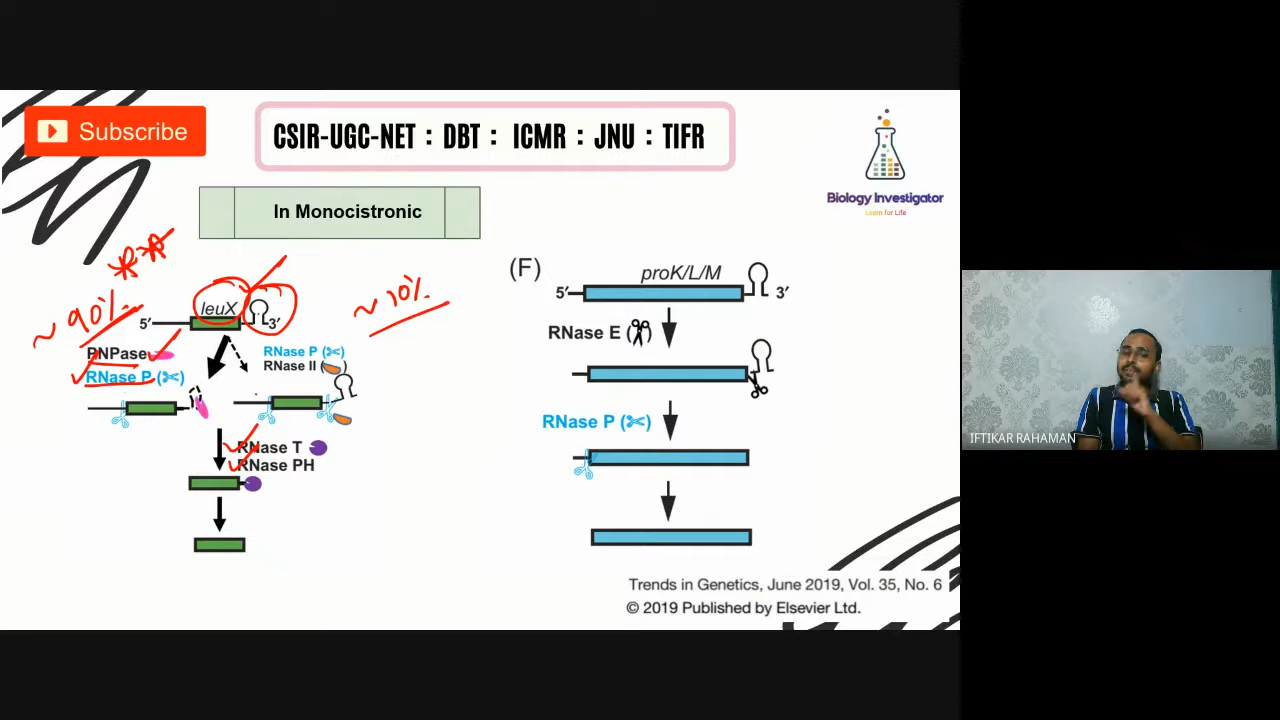 Subscribe
CSIR-UGC-NET : DBT : ICMR : JNU : TIFR
Biology Investigator
Learn for Life
In Monocistronic
~ 90%
leuX
5′
3′
~ 10%
PNPase
RNase P
RNase P
RNase II
RNase T
RNase PH
(F)
proK/L/M
5′
3′
RNase E
RNase P
IFTIKAR RAHAMAN
Trends in Genetics, June 2019, Vol. 35, No. 6
© 2019 Published by Elsevier Ltd.